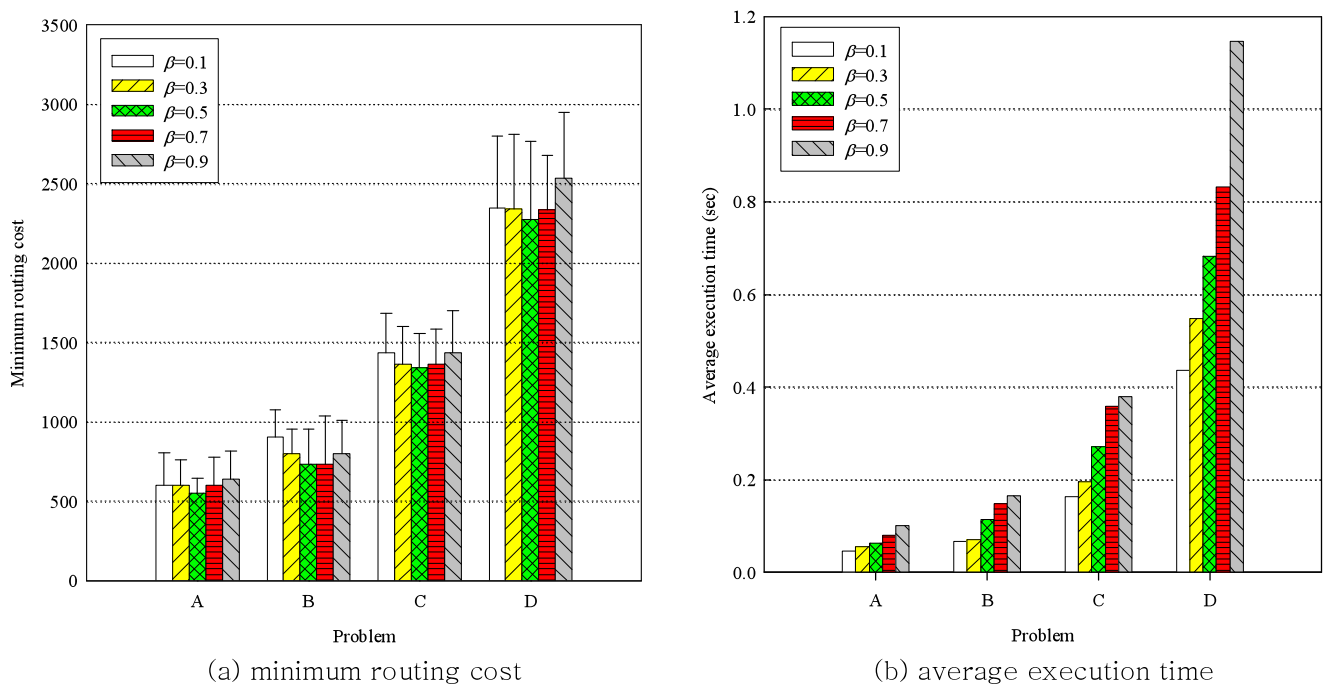 3500
3000
2500
2000
1500
1000
500
0
Minimum routing cost
β=0.1
β=0.3
β=0.5
β=0.7
β=0.9
A B C D
Problem
(a) minimum routing cost
1.2
1.0
0.8
0.6
0.4
0.2
0.0
Average execution time (sec)
β=0.1
β=0.3
β=0.5
β=0.7
β=0.9
A B C D
Problem
(b) average execution time